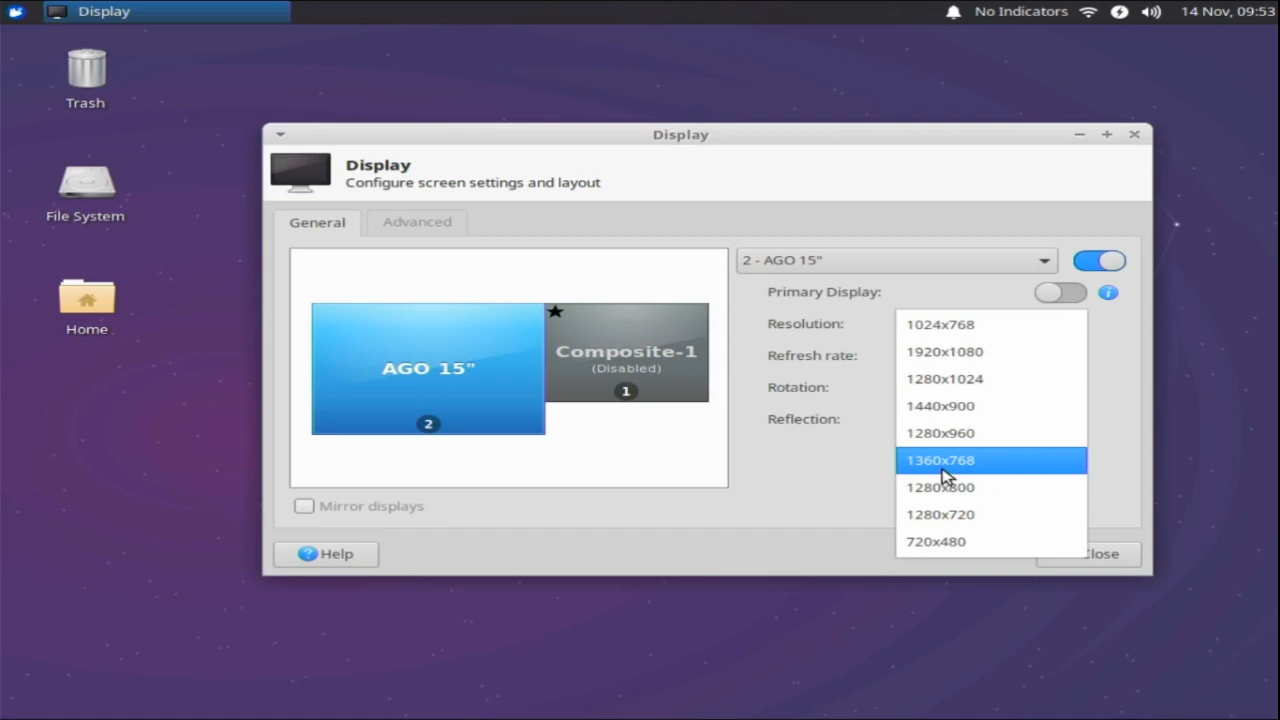 Display
No Indicators
14 Nov, 09:53
Trash
File System
Home
Display
Display
Configure screen settings and layout
General
Advanced
AGO 15"
2
Composite-1
(Disabled)
1
Mirror displays
2 - AGO 15"
Primary Display:
Resolution:
Refresh rate:
Rotation:
Reflection:
1024x768
1920x1080
1280x1024
1440x900
1280x960
1360x768
1280x800
1280x720
720x480
Help
Close